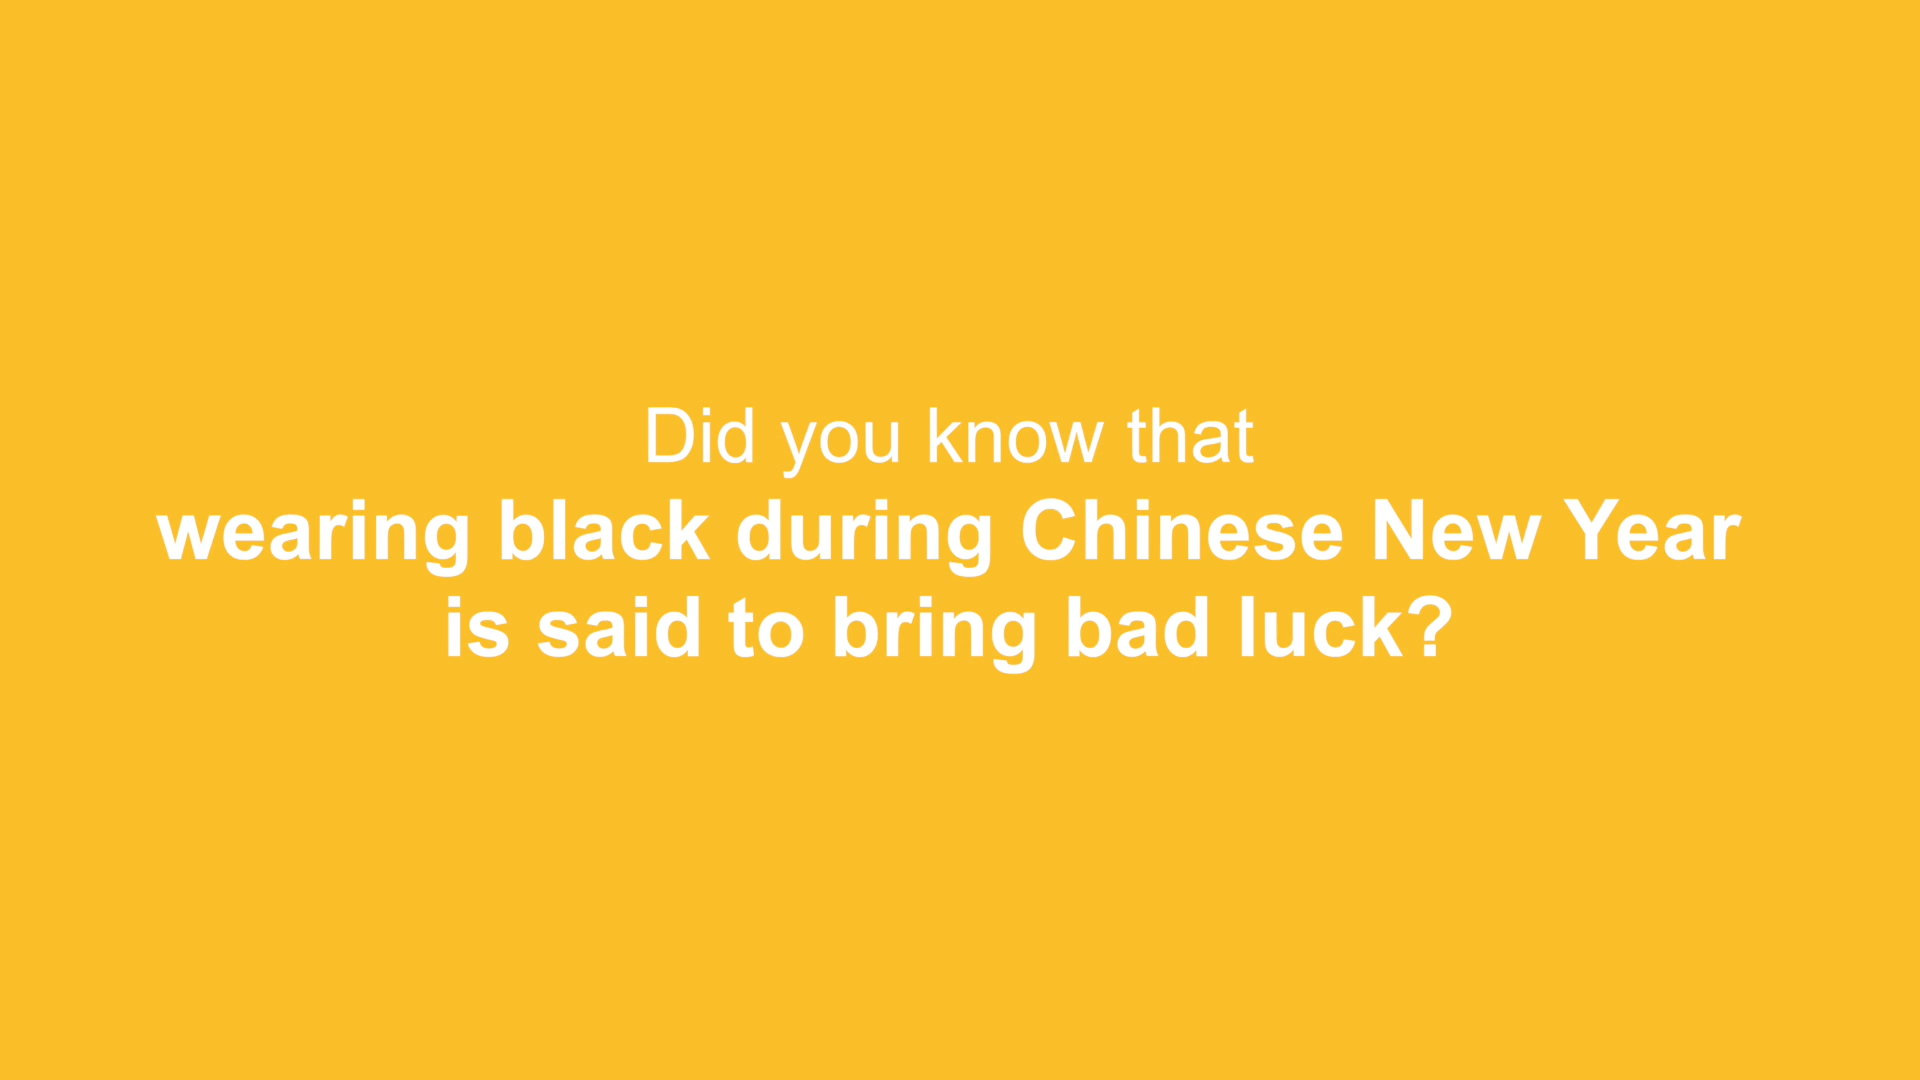 Did you know that
wearing black during Chinese New Year
is said to bring bad luck?